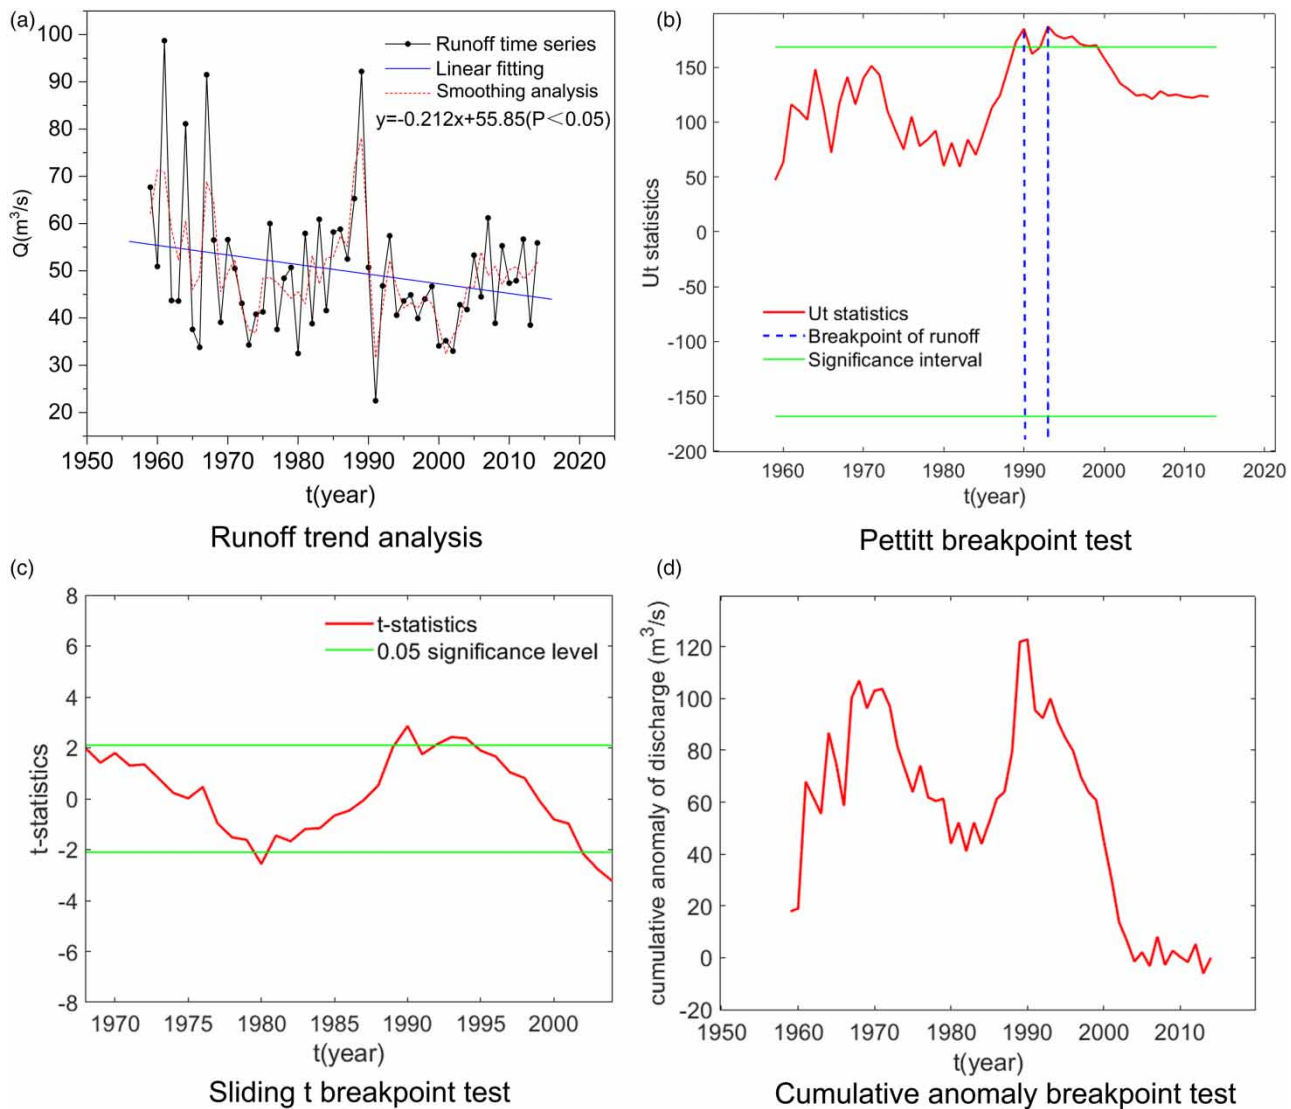 (a)
Q(m³/s)
100
90
80
70
60
50
40
30
20
1950 1960 1970 1980 1990 2000 2010 2020
t(year)
Runoff time series
Linear fitting
Smoothing analysis
y=-0.212x+55.85(P＜0.05)
Runoff trend analysis
(b)
Ut statistics
200
150
100
50
0
-50
-100
-150
-200
1960 1970 1980 1990 2000 2010 2020
t(year)
Ut statistics
Breakpoint of runoff
Significance interval
Pettitt breakpoint test
(c)
t-statistics
8
6
4
2
0
-2
-4
-6
-8
1970 1975 1980 1985 1990 1995 2000
t(year)
t-statistics
0.05 significance level
Sliding t breakpoint test
(d)
cumulative anomaly of discharge (m³/s)
120
100
80
60
40
20
0
-20
1950 1960 1970 1980 1990 2000 2010
t(year)
Cumulative anomaly breakpoint test